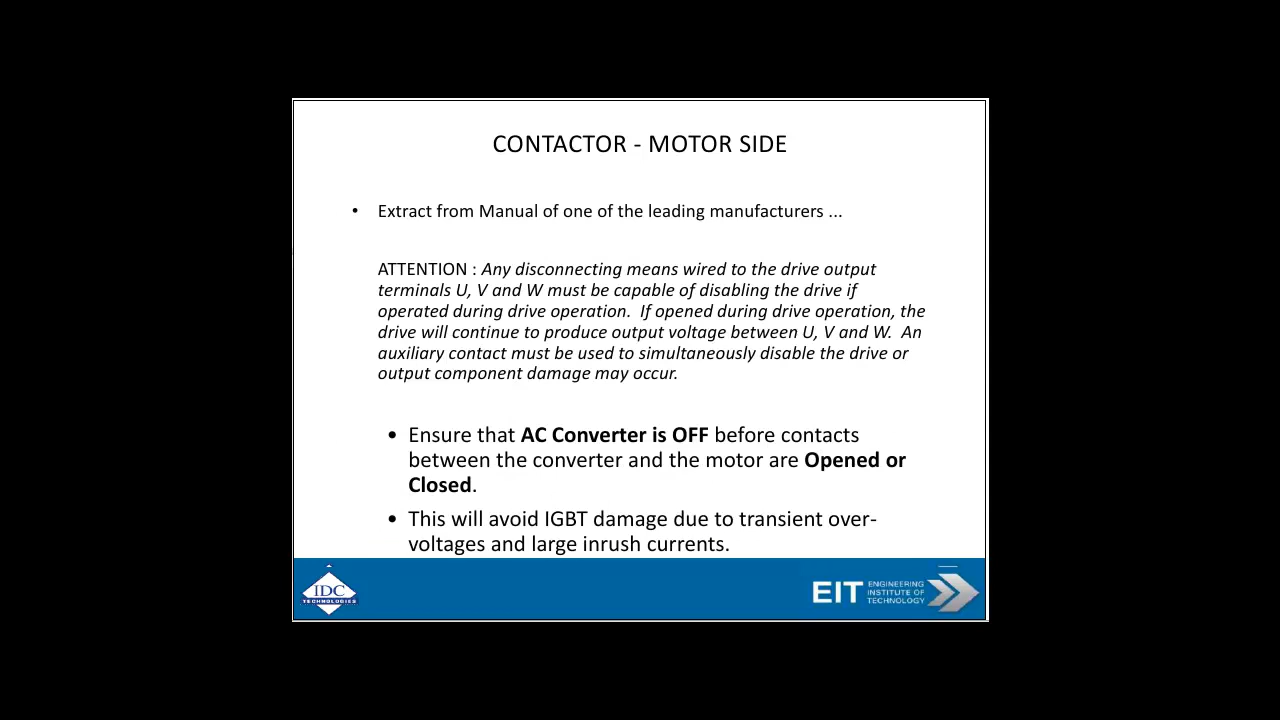 CONTACTOR - MOTOR SIDE
• Extract from Manual of one of the leading manufacturers ...
ATTENTION : Any disconnecting means wired to the drive output
terminals U, V and W must be capable of disabling the drive if
operated during drive operation.  If opened during drive operation, the
drive will continue to produce output voltage between U, V and W.  An
auxiliary contact must be used to simultaneously disable the drive or
output component damage may occur.
• Ensure that AC Converter is OFF before contacts
between the converter and the motor are Opened or
Closed.
• This will avoid IGBT damage due to transient over-
voltages and large inrush currents.
IDC
TECHNOLOGIES
EIT
ENGINEERING
INSTITUTE OF
TECHNOLOGY